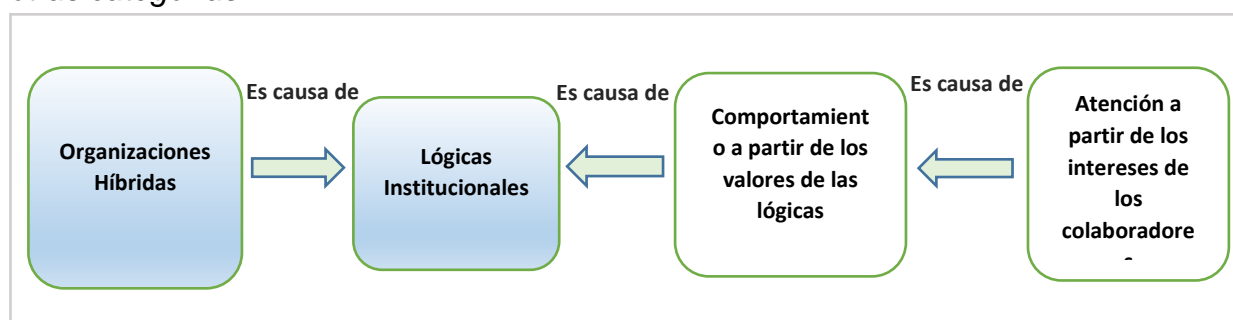 Es causa de
Es causa de
Es causa de
Organizaciones
Híbridas
Lógicas
Institucionales
Comportamient
o a partir de los
valores de las
lógicas
Atención a
partir de los
intereses de
los
colaboradore